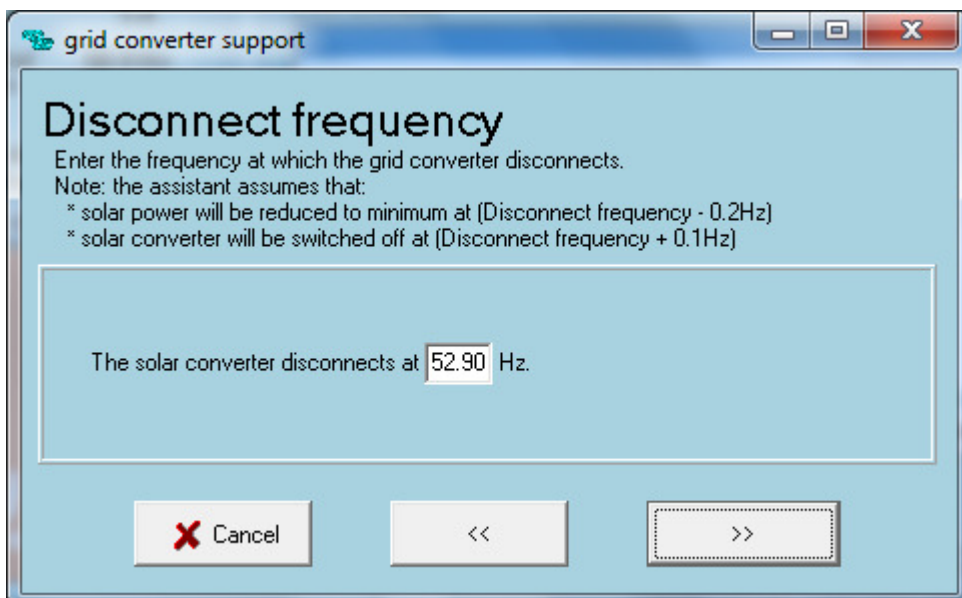 grid converter support
Disconnect frequency
Enter the frequency at which the grid converter disconnects.
Note: the assistant assumes that:
* solar power will be reduced to minimum at (Disconnect frequency - 0.2Hz)
* solar converter will be switched off at (Disconnect frequency + 0.1Hz)
The solar converter disconnects at 52.90 Hz.
Cancel << >>